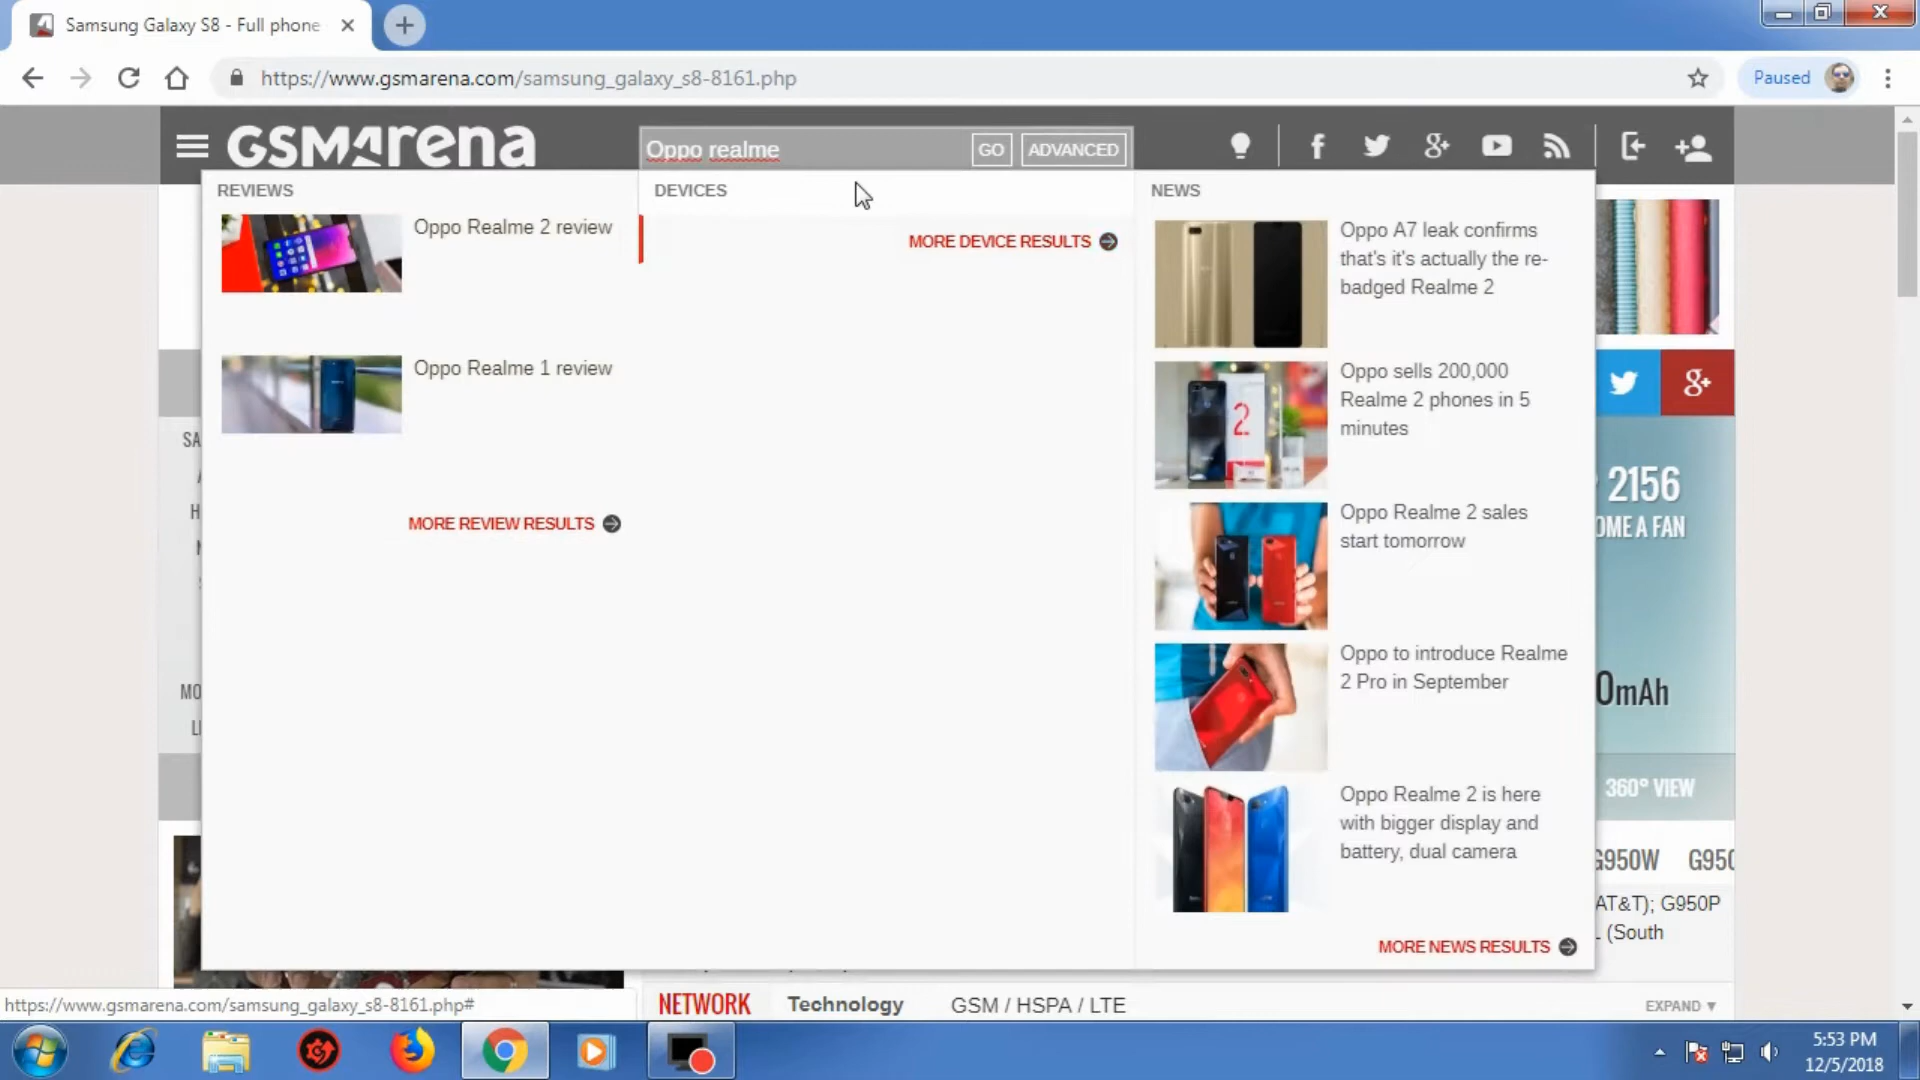 Samsung Galaxy S8 - Full phone
https://www.gsmarena.com/samsung_galaxy_s8-8161.php
Paused
GSMArena
Oppo realme
GO
ADVANCED
REVIEWS
Oppo Realme 2 review
Oppo Realme 1 review
MORE REVIEW RESULTS
DEVICES
MORE DEVICE RESULTS
NEWS
Oppo A7 leak confirms
that's it's actually the re-
badged Realme 2
Oppo sells 200,000
Realme 2 phones in 5
minutes
Oppo Realme 2 sales
start tomorrow
Oppo to introduce Realme
2 Pro in September
Oppo Realme 2 is here
with bigger display and
battery, dual camera
MORE NEWS RESULTS
SA
H
MO
LI
2
2156
OME A FAN
0mAh
360° VIEW
G950W G950
AT&T); G950P
(South
NETWORK
Technology
GSM / HSPA / LTE
EXPAND
https://www.gsmarena.com/samsung_galaxy_s8-8161.php#
5:53 PM
12/5/2018